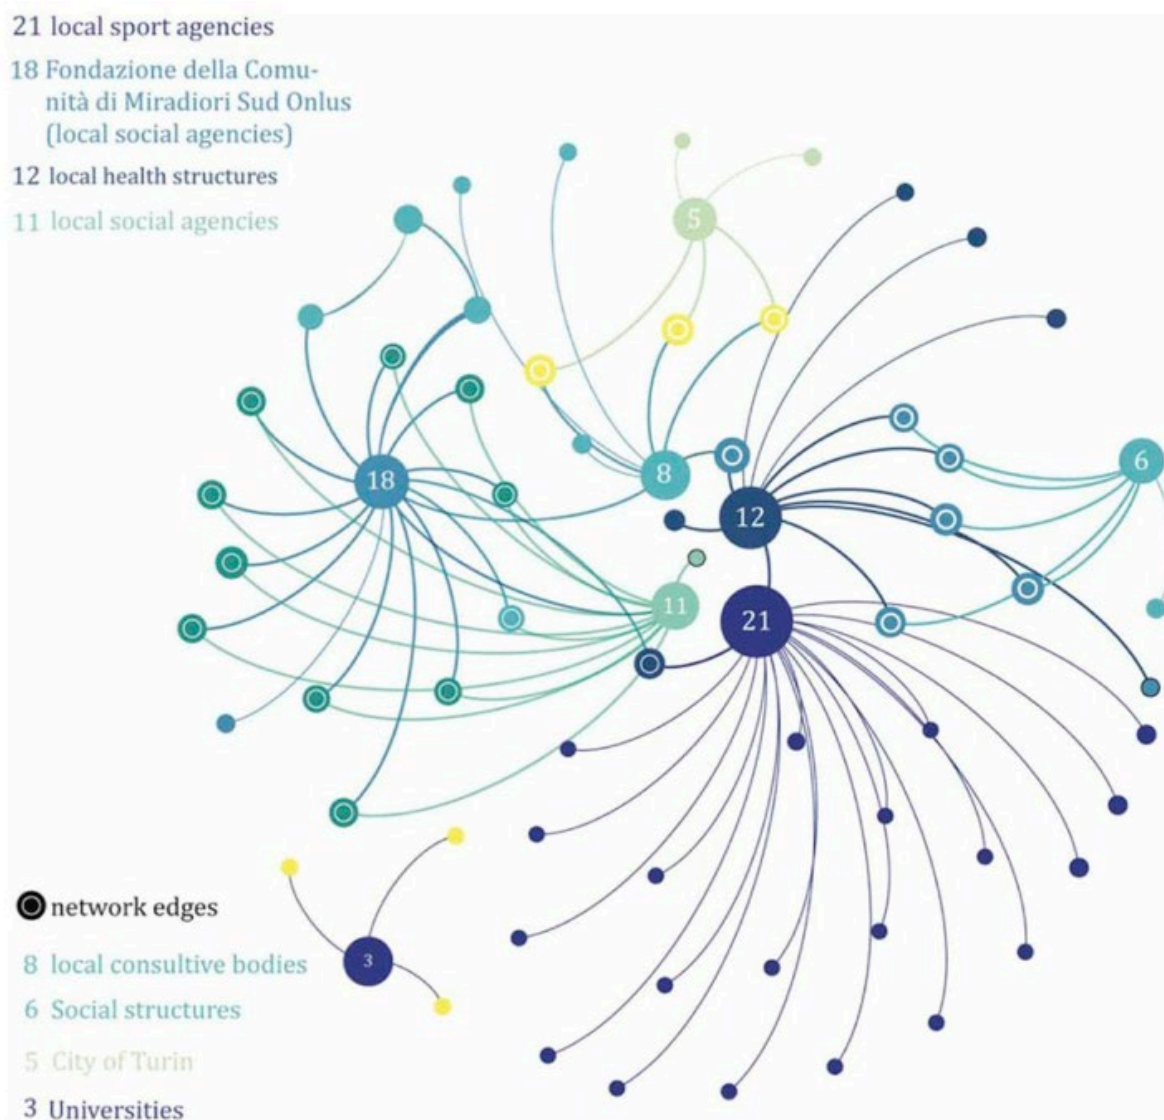 21 local sport agencies
18 Fondazione della Comu-
nità di Miradiori Sud Onlus
(local social agencies)
12 local health structures
11 local social agencies
5
8
6
18
12
11
21
3
network edges
8 local consultive bodies
6 Social structures
5 City of Turin
3 Universities